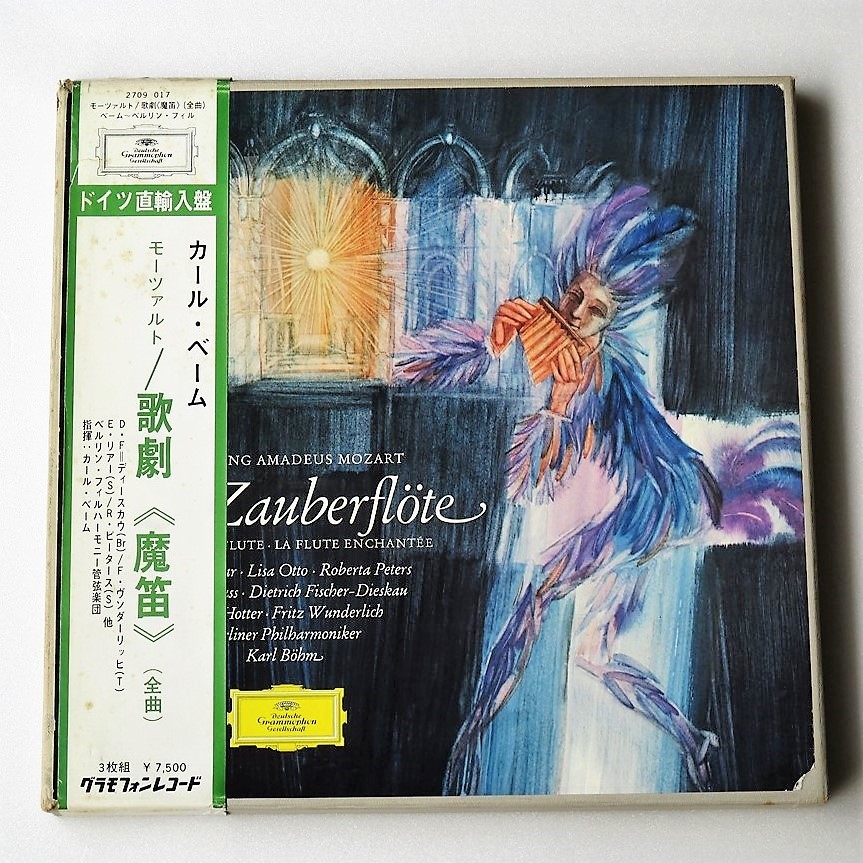 2709 017
モーツァルト/歌劇《魔笛》(全曲)
ベーム〜ベルリン・フィル
Deutsche
Grammophon
Gesellschaft
ドイツ直輸入盤
カール・ベーム
モーツァルト/歌劇《魔笛》(全曲)
D・F=ディースカウ(Br)/F・ヴンダーリッヒ(T)
E・リアー(S)/R・ピータース(S) 他
ベルリン・フィルハーモニー管弦楽団
指揮:カール・ベーム
3枚組 ¥7,500
グラモフォンレコード
NG AMADEUS MOZART
Zauberflöte
FLUTE · LA FLUTE ENCHANTÉE
ar · Lisa Otto · Roberta Peters
ss · Dietrich Fischer-Dieskau
Hotter · Fritz Wunderlich
liner Philharmoniker
Karl Böhm
Deutsche
Grammophon
Gesellschaft